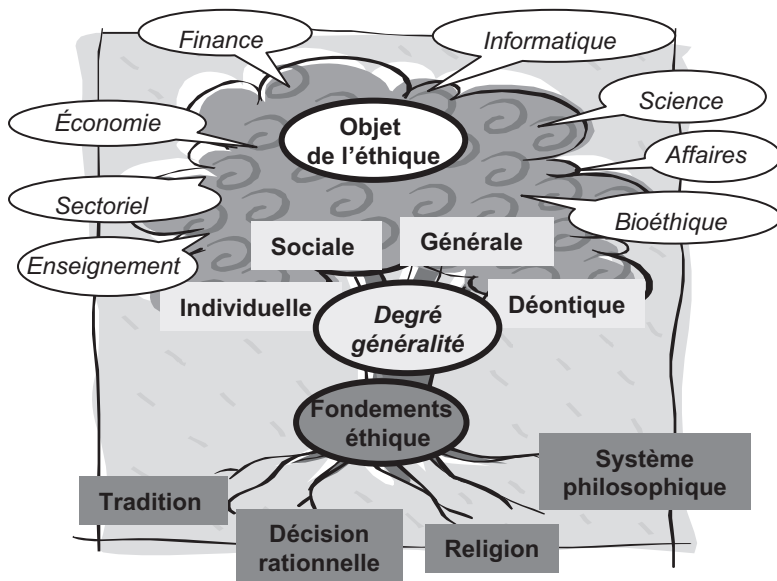 Finance
Informatique
Économie
Objet
de l'éthique
Science
Affaires
Sectoriel
Bioéthique
Sociale
Générale
Enseignement
Individuelle
Degré
généralité
Déontique
Fondements
éthique
Système
philosophique
Tradition
Décision
rationnelle
Religion